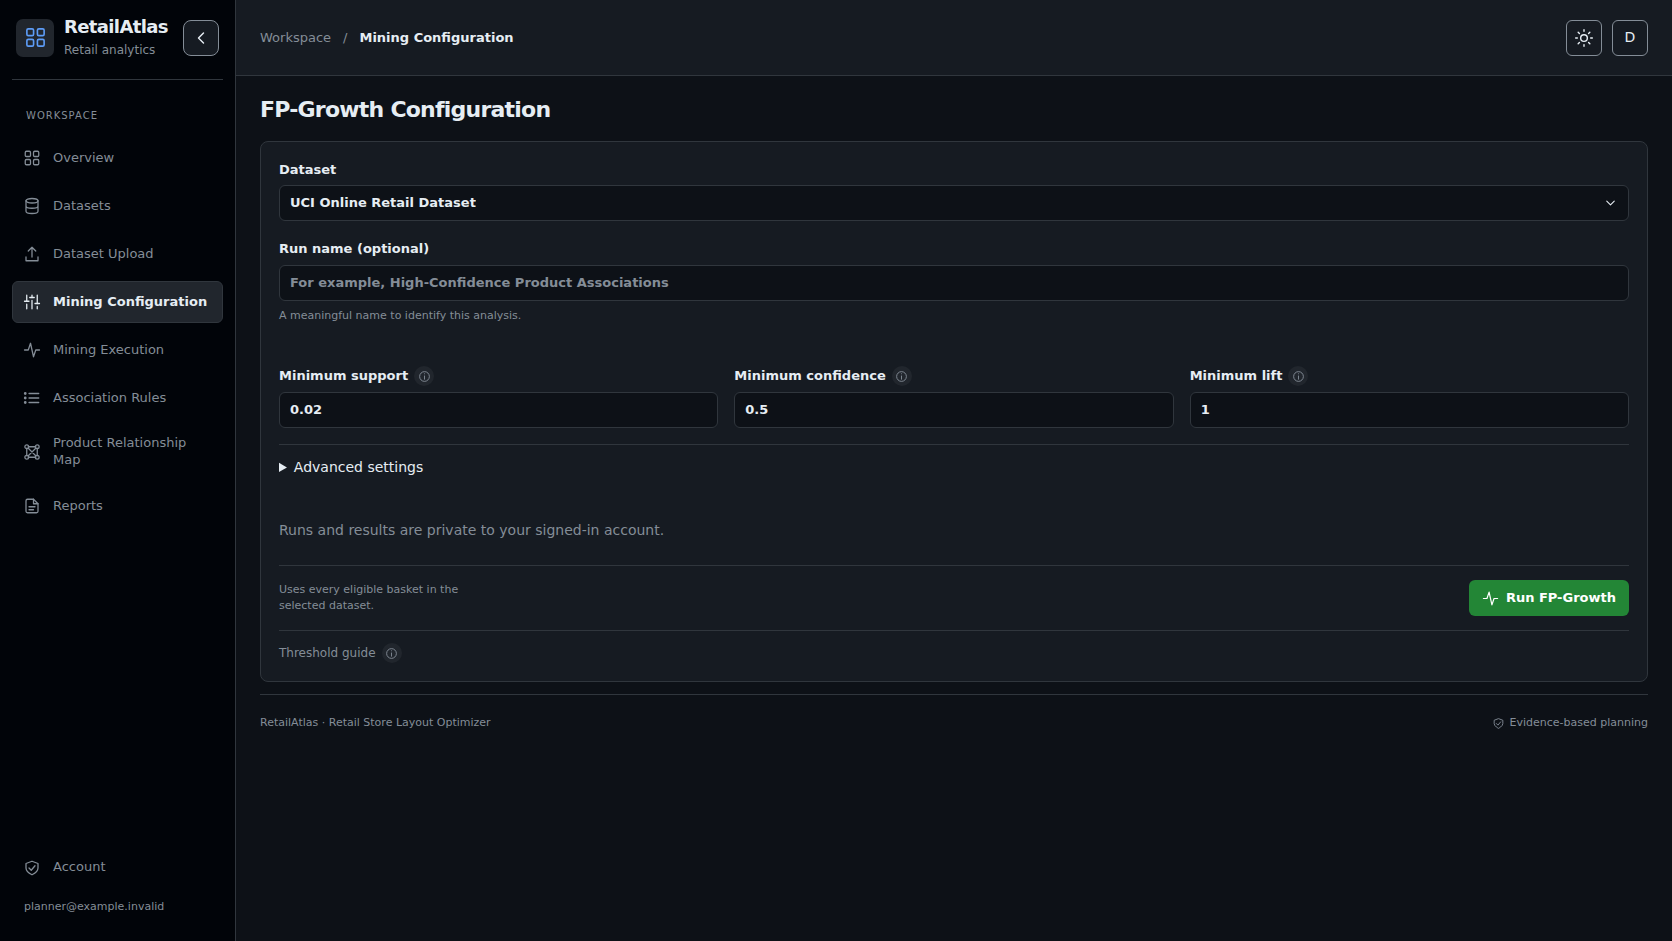 RetailAtlas
Retail analytics
WORKSPACE
Overview
Datasets
Dataset Upload
Mining Configuration
Mining Execution
Association Rules
Product Relationship
Map
Reports
Account
planner@example.invalid
Workspace / Mining Configuration
D
FP-Growth Configuration
Dataset
UCI Online Retail Dataset
Run name (optional)
For example, High-Confidence Product Associations
A meaningful name to identify this analysis.
Minimum support
Minimum confidence
Minimum lift
0.02
0.5
1
Advanced settings
Runs and results are private to your signed-in account.
Uses every eligible basket in the
selected dataset.
Run FP-Growth
Threshold guide
RetailAtlas · Retail Store Layout Optimizer
Evidence-based planning